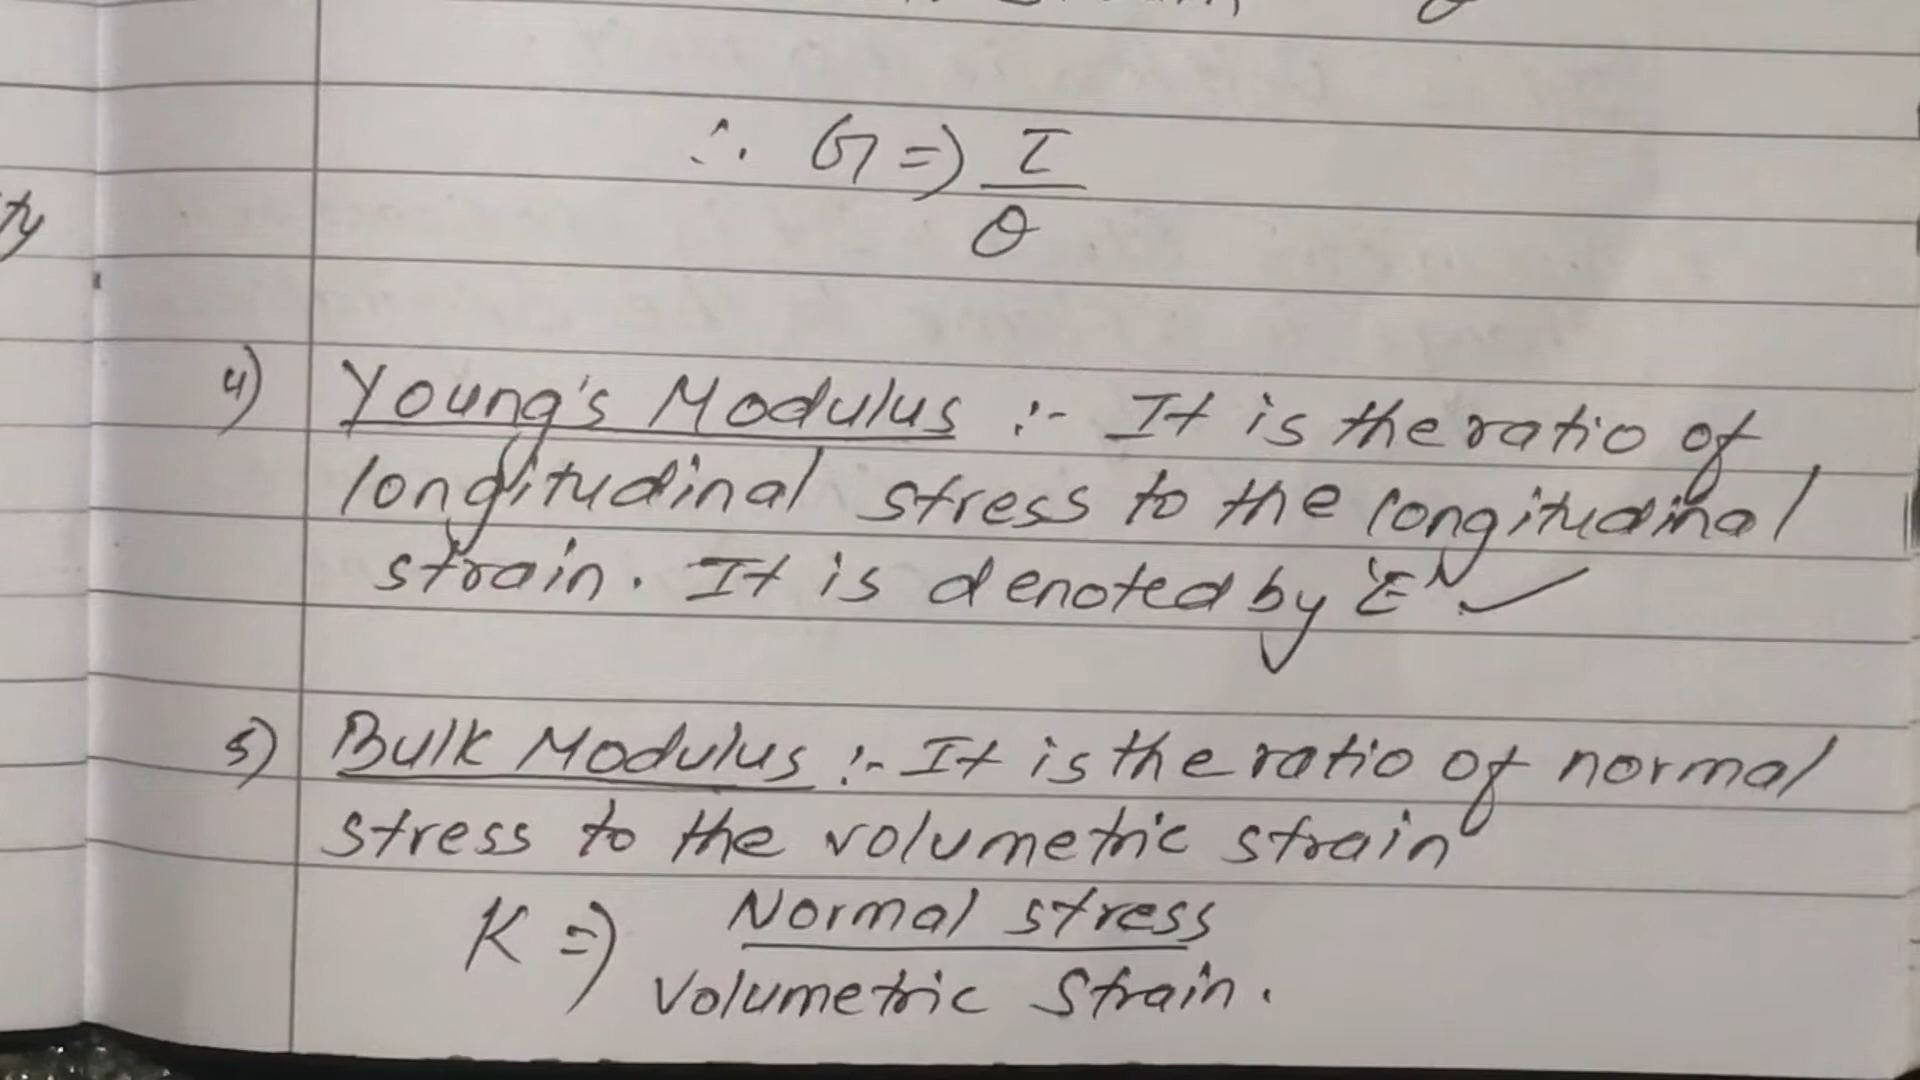 ty
∴ G => τ
θ
4) Young's Modulus :- It is the ratio of
longitudinal stress to the longitudinal
strain. It is denoted by 'E'
5) Bulk Modulus :- It is the ratio of normal
stress to the volumetric strain
K => Normal stress
Volumetric Strain.